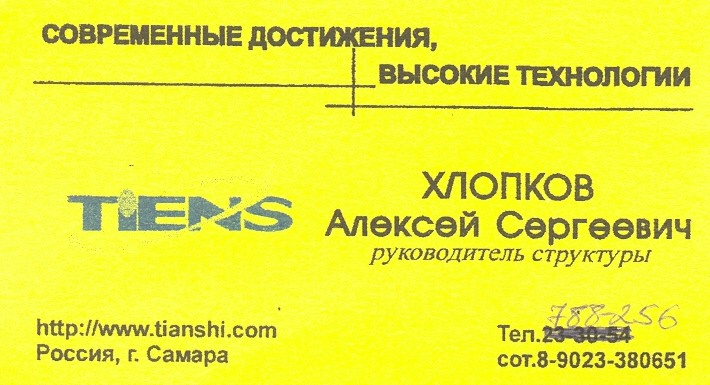 СОВРЕМЕННЫЕ ДОСТИЖЕНИЯ,
ВЫСОКИЕ ТЕХНОЛОГИИ
TIENS
ХЛОПКОВ
Алексей Сергеевич
руководитель структуры
http://www.tianshi.com
Россия, г. Самара
788-256
Тел.23-30-54
сот.8-9023-380651